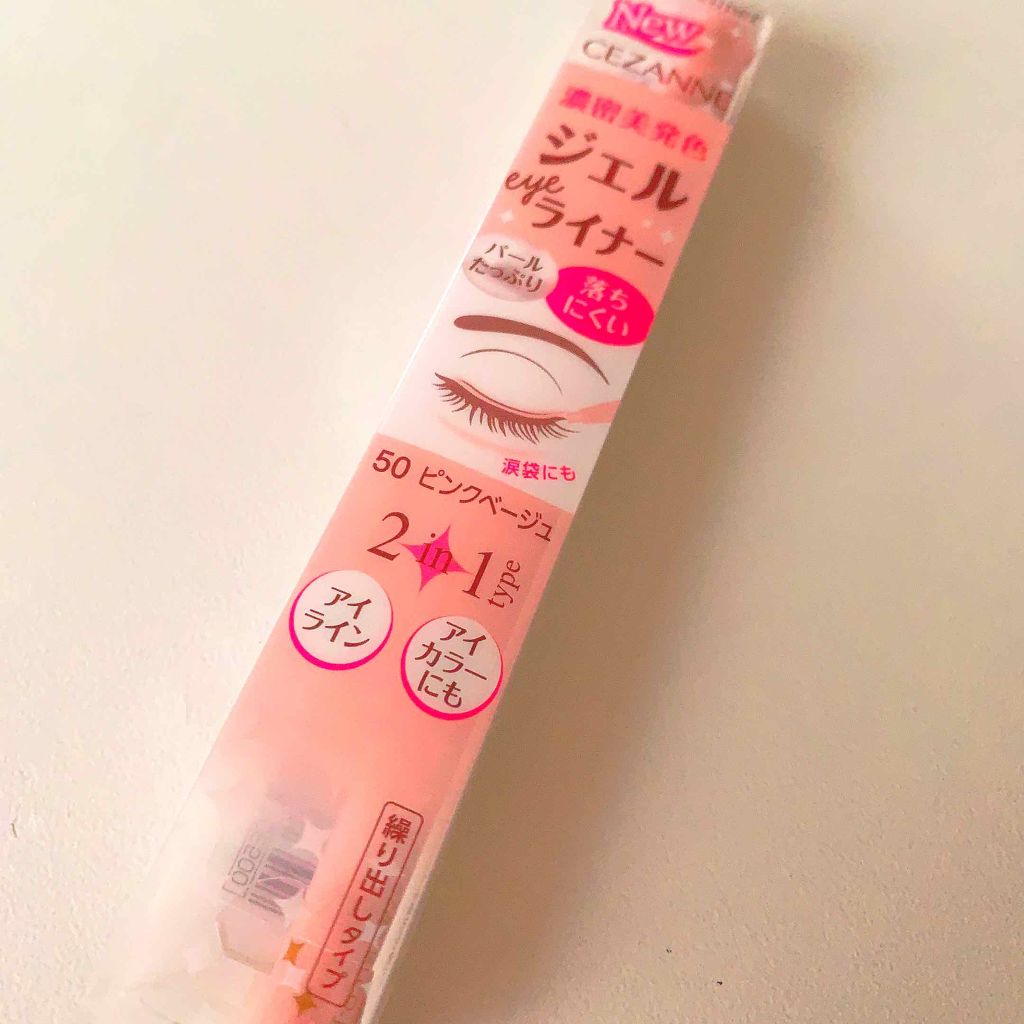 New
CEZANNE
濃密美発色
ジェル
eye
ライナー
パール
たっぷり
落ち
にくい
涙袋にも
50 ピンクベージュ
2 in 1 type
アイ
ライン
アイ
カラー
にも
繰り出しタイプ